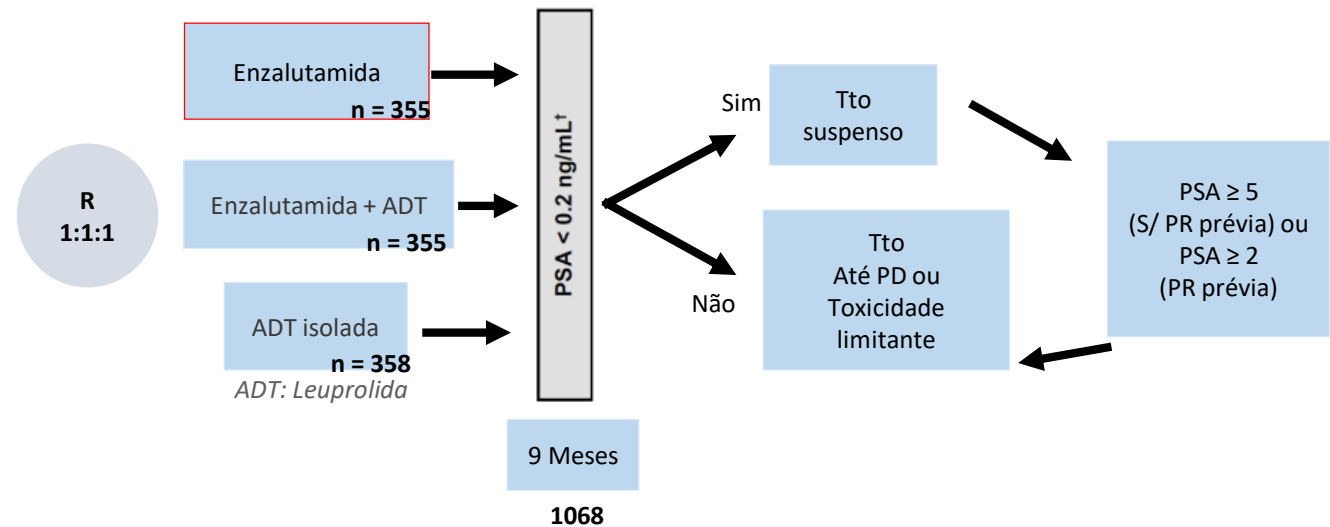 R
1:1:1
Enzalutamida
n = 355
Enzalutamida + ADT
n = 355
ADT isolada
n = 358
ADT: Leuprolida
PSA < 0.2 ng/mL†
9 Meses
1068
Sim
Não
Tto
suspenso
Tto
Até PD ou
Toxicidade
limitante
PSA ≥ 5
(S/ PR prévia) ou
PSA ≥ 2
(PR prévia)